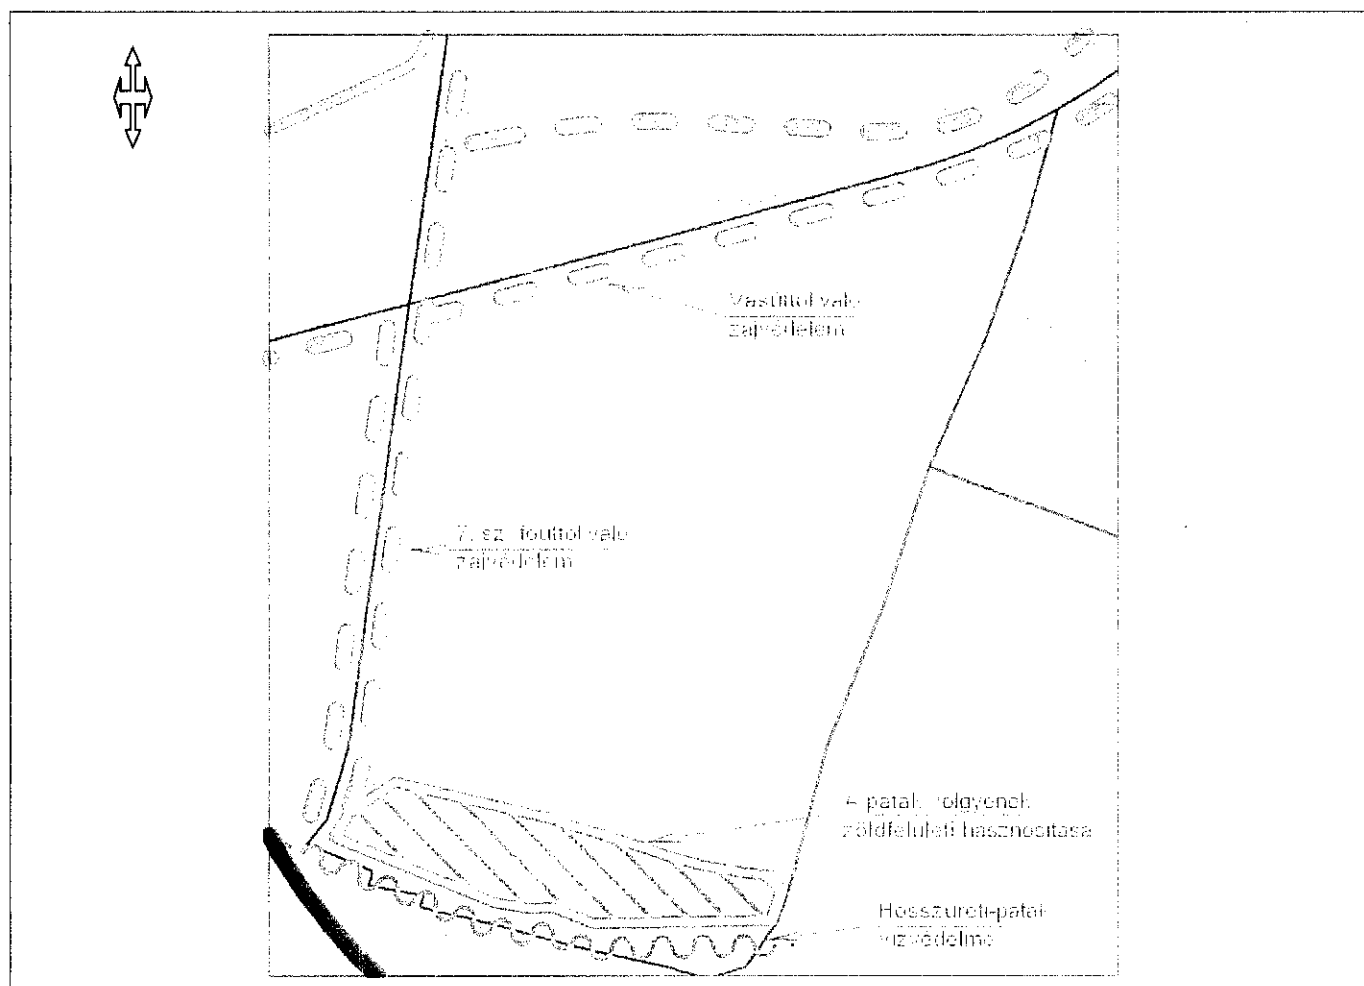 Vasúttól való
zajvédelem
7. sz. főúttól való
zajvédelem
A patak völgyének
zöldfelületi hasznosítása
Hosszúréti-patak
vízvédelme